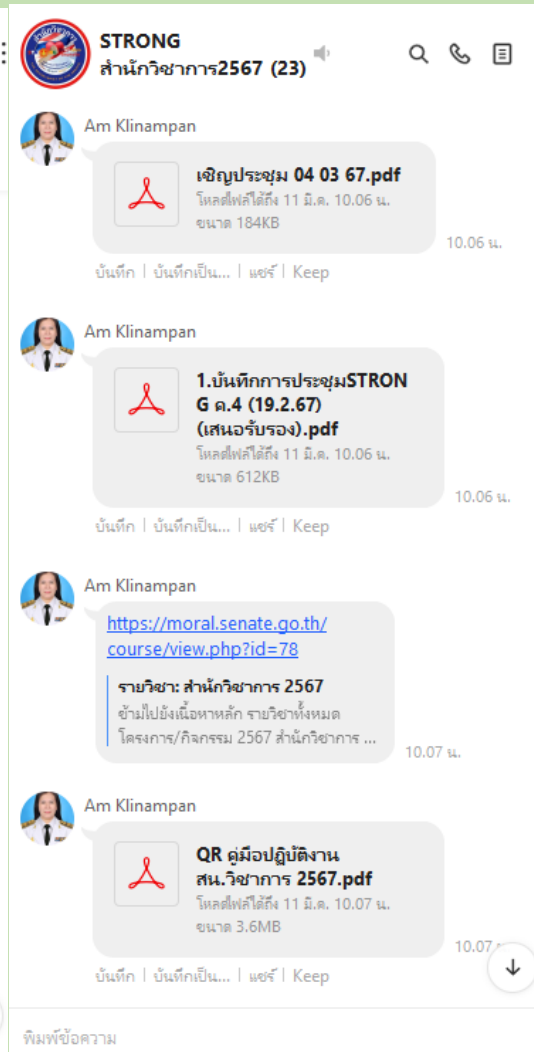 STRONG
สำนักวิชาการ2567 (23)
Am Klinampan
เชิญประชุม 04 03 67.pdf
โหลดไฟล์ได้ถึง 11 มี.ค. 10.06 น.
ขนาด 184KB
10.06 น.
บันทึก | บันทึกเป็น... | แชร์ | Keep
Am Klinampan
1.บันทึกการประชุมSTRON
G ค.4 (19.2.67)
(เสนอรับรอง).pdf
โหลดไฟล์ได้ถึง 11 มี.ค. 10.06 น.
ขนาด 612KB
10.06 น.
บันทึก | บันทึกเป็น... | แชร์ | Keep
Am Klinampan
https://moral.senate.go.th/
course/view.php?id=78
รายวิชา: สำนักวิชาการ 2567
ข้ามไปยังเนื้อหาหลัก รายวิชาทั้งหมด
โครงการ/กิจกรรม 2567 สำนักวิชาการ ...
10.07 น.
Am Klinampan
QR คู่มือปฏิบัติงาน
สน.วิชาการ 2567.pdf
โหลดไฟล์ได้ถึง 11 มี.ค. 10.07 น.
ขนาด 3.6MB
10.07
บันทึก | บันทึกเป็น... | แชร์ | Keep
พิมพ์ข้อความ